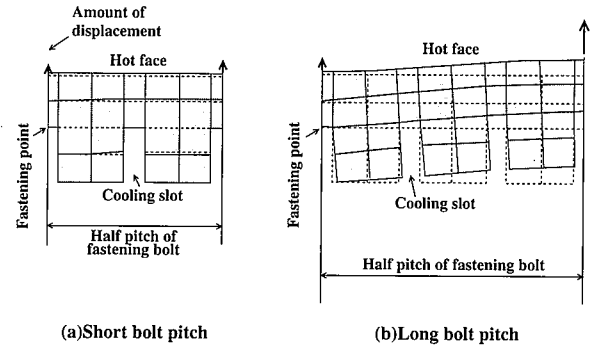 Amount of
displacement
Hot face
Fastening point
Cooling slot
Half pitch of
fastening bolt
(a)Short bolt pitch
Hot face
Fastening point
Cooling slot
Half pitch of fastening bolt
(b)Long bolt pitch